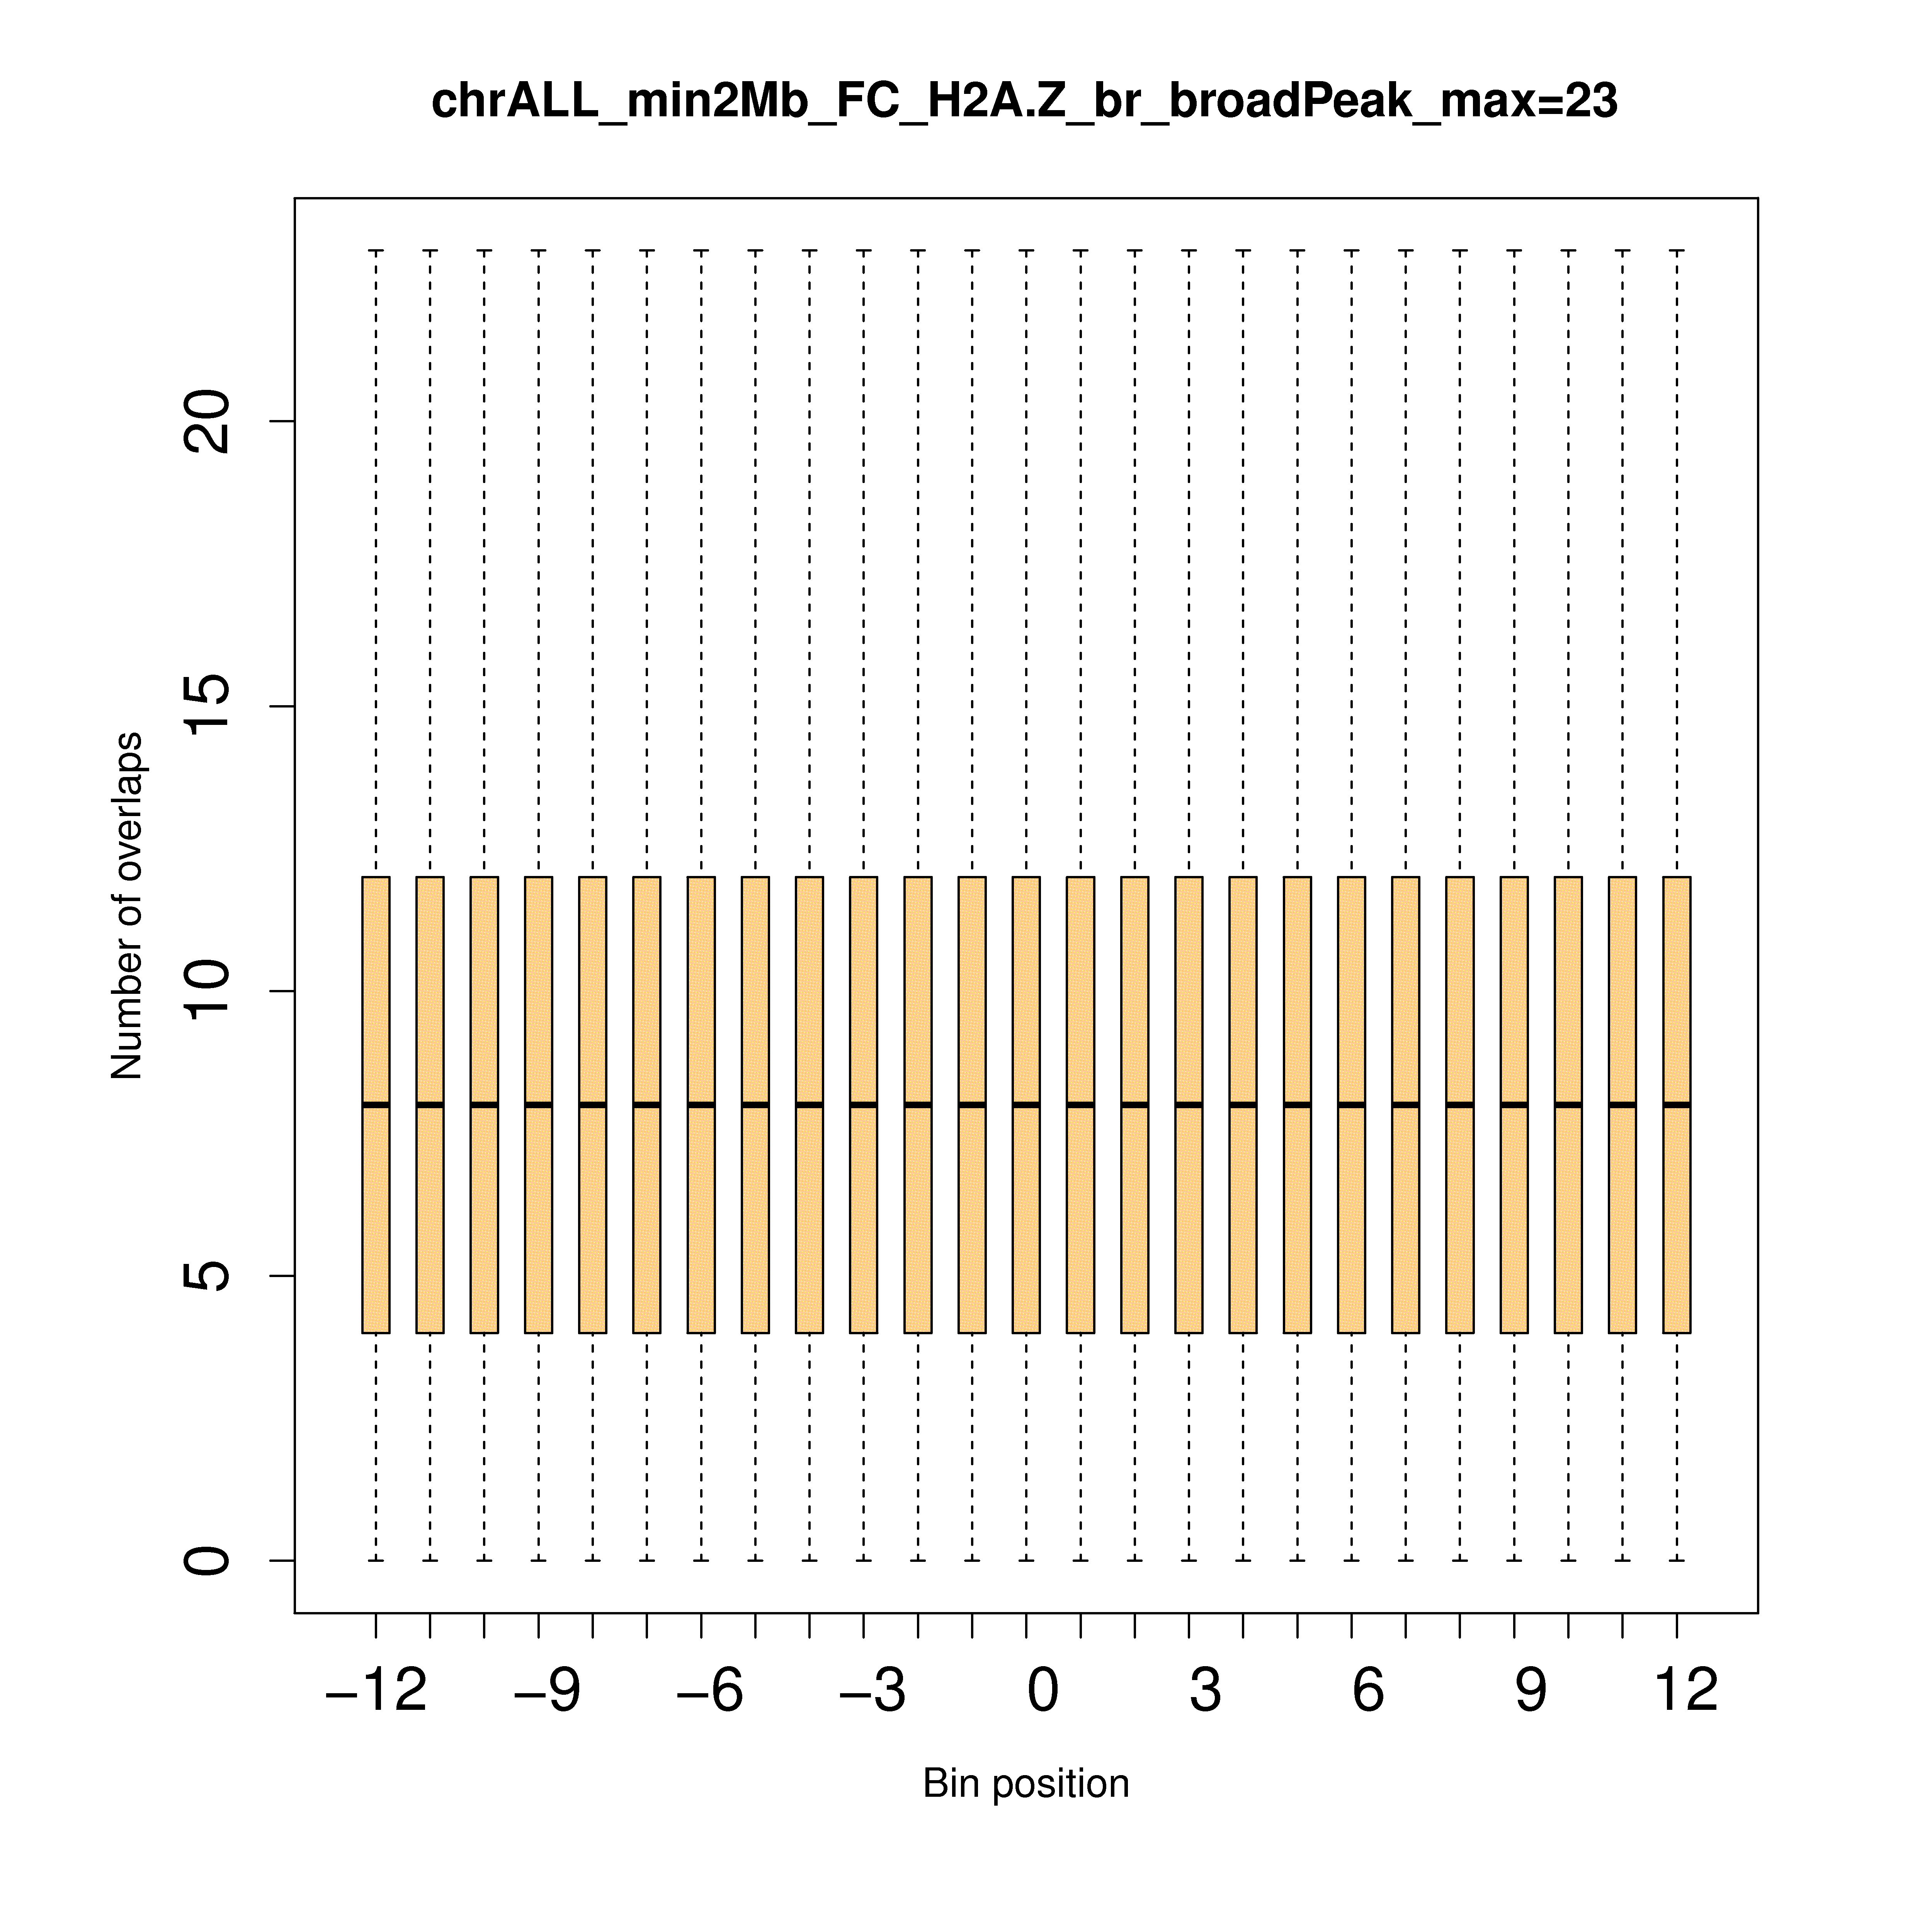 chrALL_min2Mb_FC_H2A.Z_br_broadPeak_max=23
Number of overlaps
20
15
10
5
0
−12 −9 −6 −3 0 3 6 9 12
Bin position